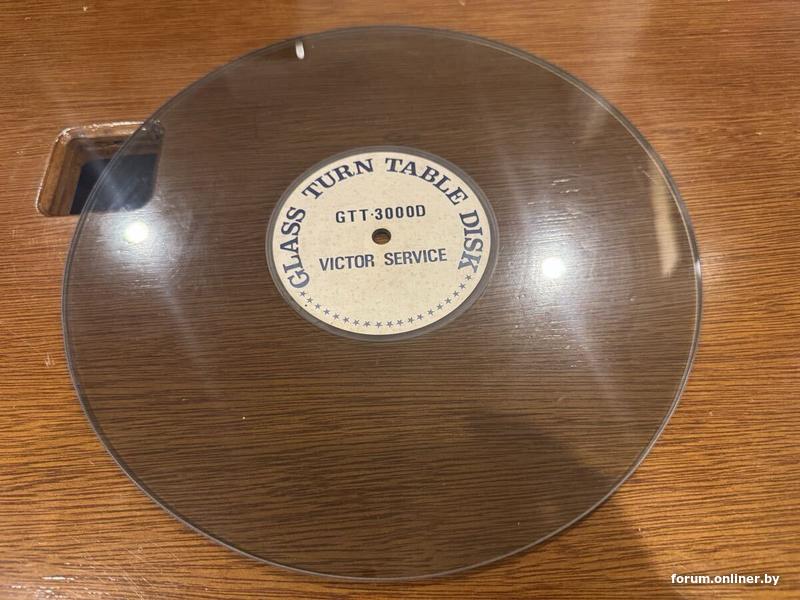 GLASS TURN TABLE DISK
GTT-3000D
VICTOR SERVICE
forum.onliner.by